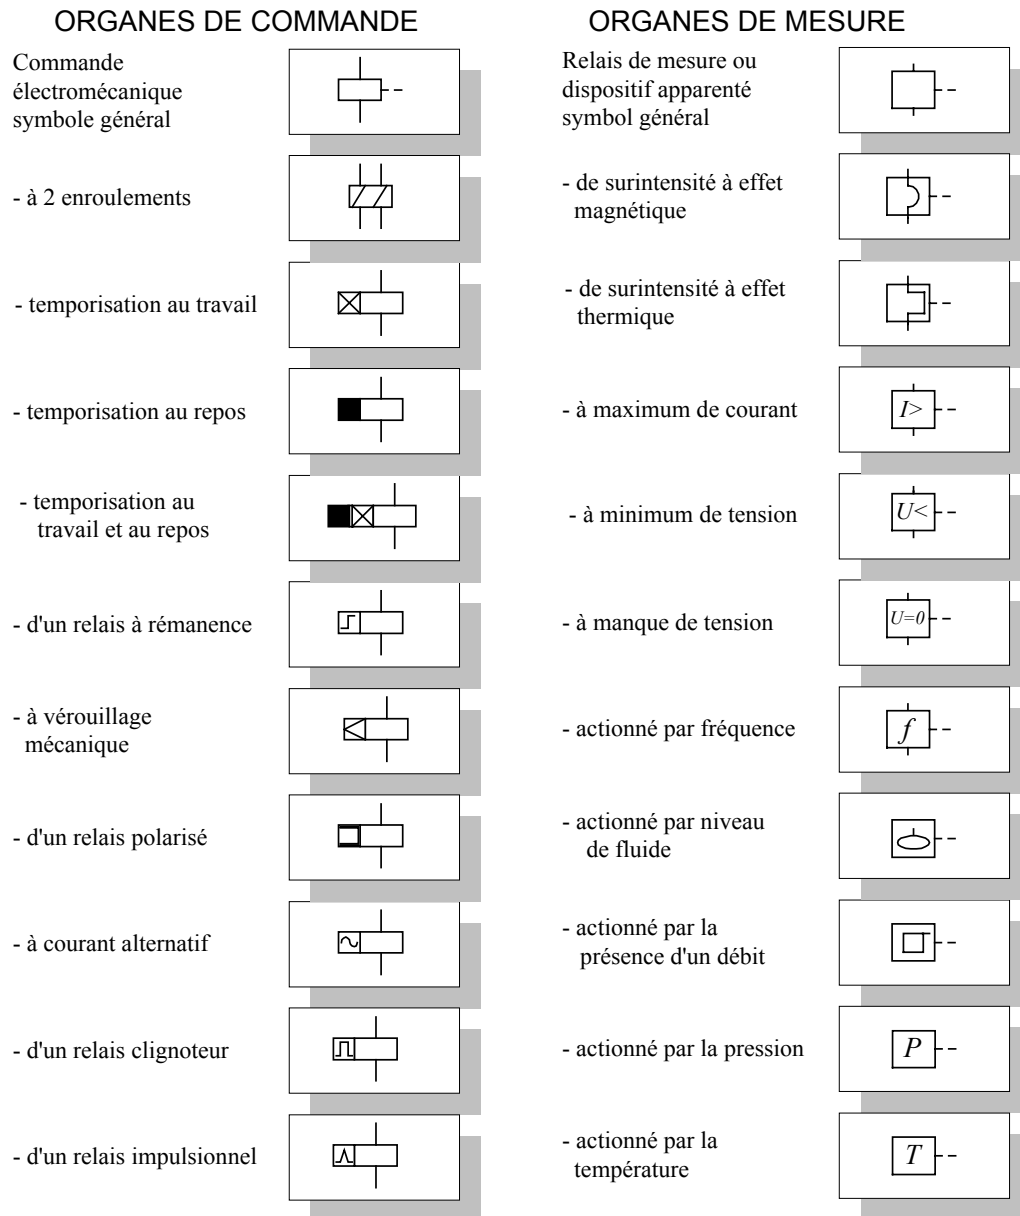 ORGANES DE COMMANDE
Commande
électromécanique
symbole général
- à 2 enroulements
- temporisation au travail
- temporisation au repos
- temporisation au
travail et au repos
- d'un relais à rémanence
- à vérouillage
mécanique
- d'un relais polarisé
- à courant alternatif
- d'un relais clignoteur
- d'un relais impulsionnel
ORGANES DE MESURE
Relais de mesure ou
dispositif apparenté
symbol général
- de surintensité à effet
magnétique
- de surintensité à effet
thermique
- à maximum de courant
I>
- à minimum de tension
U<
- à manque de tension
U=0
- actionné par fréquence
f
- actionné par niveau
de fluide
- actionné par la
présence d'un débit
- actionné par la pression
P
- actionné par la
température
T